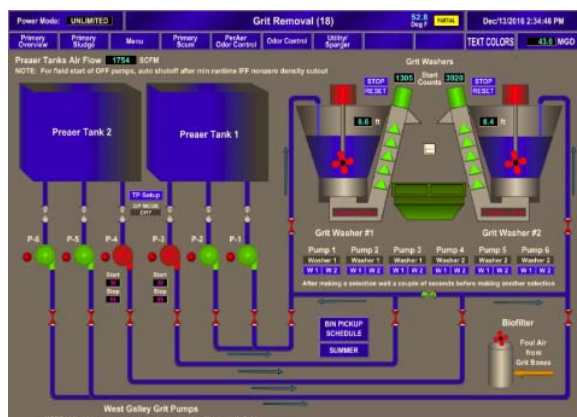 Power Mode: UNLIMITED Grit Removal (18) 52.8 Deg F PARTIAL Dec/13/2016 2:34:48 PM
Primary Overview Primary Sludge Menu Primary Scum PerAer Odor Control Odor Control Utility/ Sparger TEXT COLORS 43.6 MGD
Preaer Tanks Air Flow 1754 SCFM
NOTE: For field start of OFF pumps, auto shutoff after min runtime IFF nonzero density cutout
Grit Washers
STOP RESET 1305 Start Counts 3920 STOP RESET
8.6 ft 8.4 ft
Preaer Tank 2 Preaer Tank 1
TP Setup
OP MODE
DRY
Grit Washer #1 Grit Washer #2
P-6 P-5 P-4 P-3 P-2 P-1
Start Start
Stop Stop
Pump 1 Pump 2 Pump 3 Pump 4 Pump 5 Pump 6
Washer 1 Washer 1 Washer 1 Washer 2 Washer 2 Washer 2
W 1 W 2 W 1 W 2 W 1 W 2 W 1 W 2 W 1 W 2 W 1 W 2
After making a selection wait a couple of seconds before making another selection
BIN PICKUP
SCHEDULE
SUMMER
Biofilter
Foul Air
from
Grit Boxes
West Galley Grit Pumps